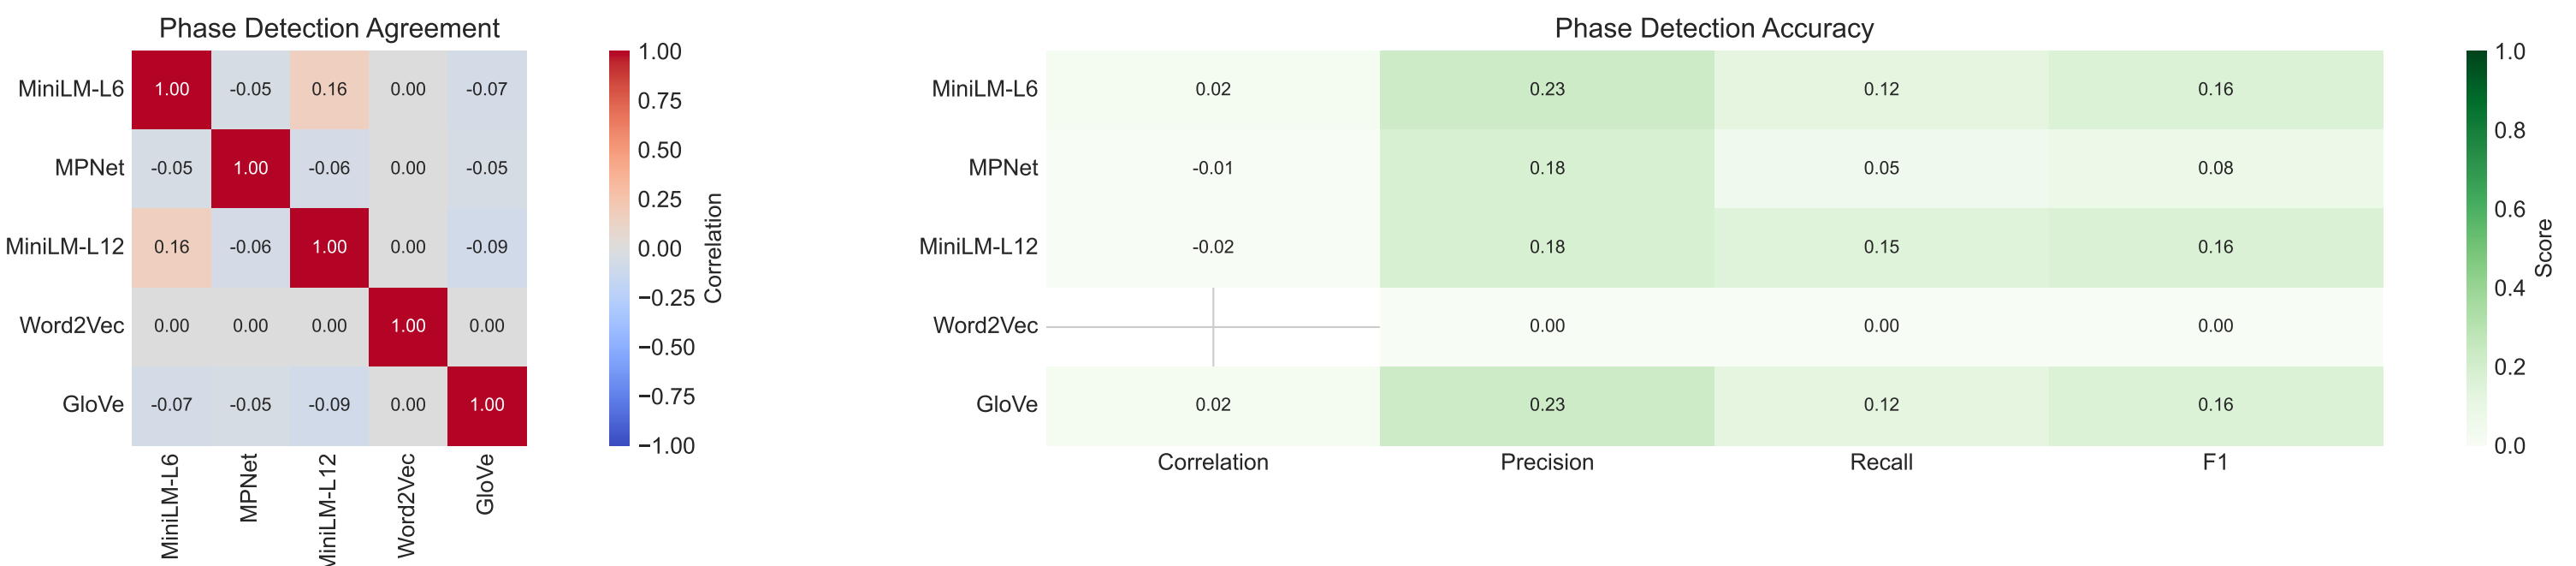 Phase Detection Agreement
MiniLM-L6 1.00 -0.05 0.16 0.00 -0.07
MPNet -0.05 1.00 -0.06 0.00 -0.05
MiniLM-L12 0.16 -0.06 1.00 0.00 -0.09
Word2Vec 0.00 0.00 0.00 1.00 0.00
GloVe -0.07 -0.05 -0.09 0.00 1.00
MiniLM-L6 MPNet MiniLM-L12 Word2Vec GloVe
1.00
0.75
0.50
0.25
0.00
−0.25
−0.50
−0.75
−1.00
Correlation
Phase Detection Accuracy
MiniLM-L6 0.02 0.23 0.12 0.16
MPNet -0.01 0.18 0.05 0.08
MiniLM-L12 -0.02 0.18 0.15 0.16
Word2Vec 0.00 0.00 0.00
GloVe 0.02 0.23 0.12 0.16
Correlation Precision Recall F1
1.0
0.8
0.6
0.4
0.2
0.0
Score